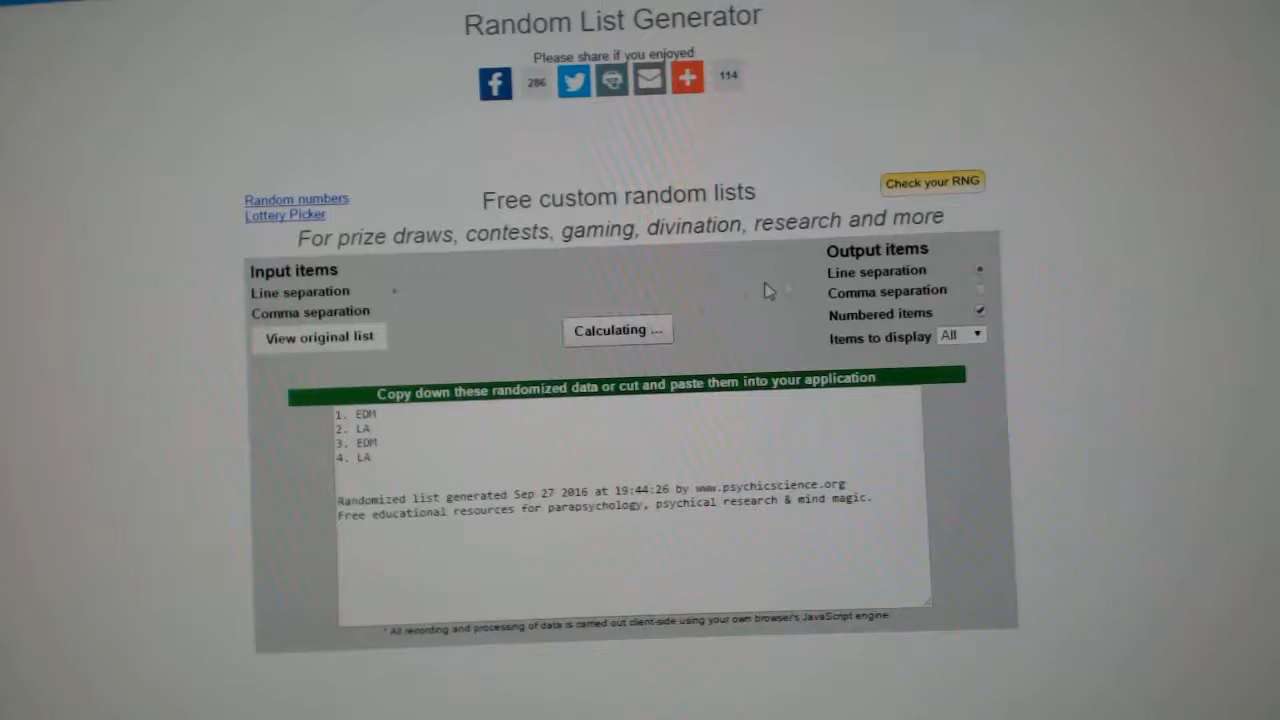 Random List Generator
Please share if you enjoyed
286
114
Random numbers
Lottery Picker
Free custom random lists
Check your RNG
For prize draws, contests, gaming, divination, research and more
Input items
Line separation
Comma separation
View original list
Calculating ...
Output items
Line separation
Comma separation
Numbered items
Items to display All
Copy down these randomized data or cut and paste them into your application
1. EDM
2. LA
3. EDM
4. LA
Randomized list generated Sep 27 2016 at 19:44:26 by www.psychicscience.org
Free educational resources for parapsychology, psychical research & mind magic.
* All recording and processing of data is carried out client-side using your own browser's JavaScript engine